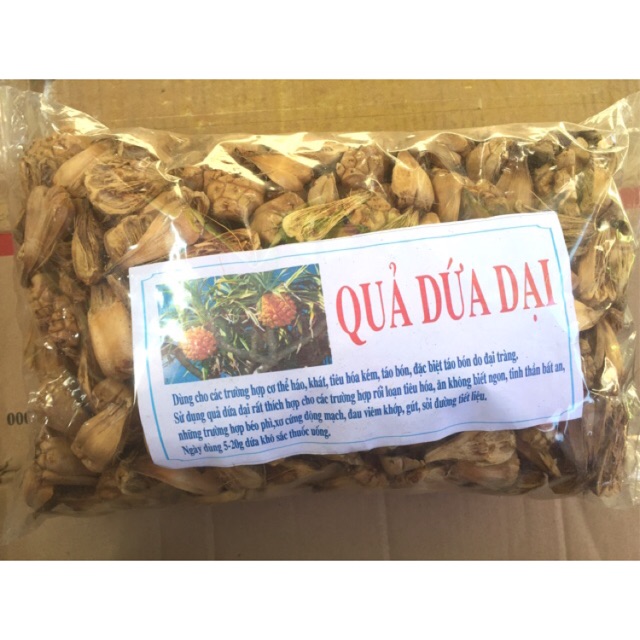 QUẢ DỨA DẠI
Dùng cho các trường hợp cơ thể háo, khát, tiêu hóa kém, táo bón, đặc biệt táo bón do đại tràng.
Sử dụng quả dứa dại rất thích hợp cho các trường hợp rối loạn tiêu hóa, ăn không biết ngon, tinh thần bất an,
những trường hợp béo phì,xơ cứng động mạch, đau viêm khớp, gút, sỏi đường tiết liệu.
Ngày dùng 5-20g dứa khô sắc thuốc uống.
000